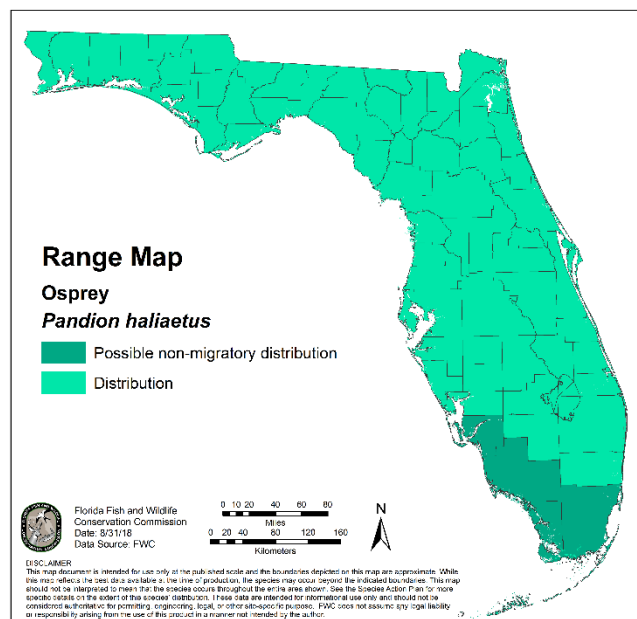 Range Map
Osprey
Pandion haliaetus
Possible non-migratory distribution
Distribution
Florida Fish and Wildlife
Conservation Commission
Date: 8/31/18
Data Source: FWC
0 10 20 40 60 80
Miles
0 20 40 80 120 160
Kilometers
N
DISCLAIMER
This map document is intended for use only at the published scale and the boundaries depicted on this map are approximate. While
this map reflects the best data available at the time of production, the species may occur beyond the indicated boundaries. This map
should not be interpreted to mean that the species occurs throughout the entire area shown. See the Species Action Plan for more
specific details on the extent of this species' distribution. These data are intended for informational use only and should not be
considered authoritative for permitting, engineering, legal, or other site-specific purpose. FWC does not assume any legal liability
or responsibility arising from the use of this product in a manner not intended by the author.